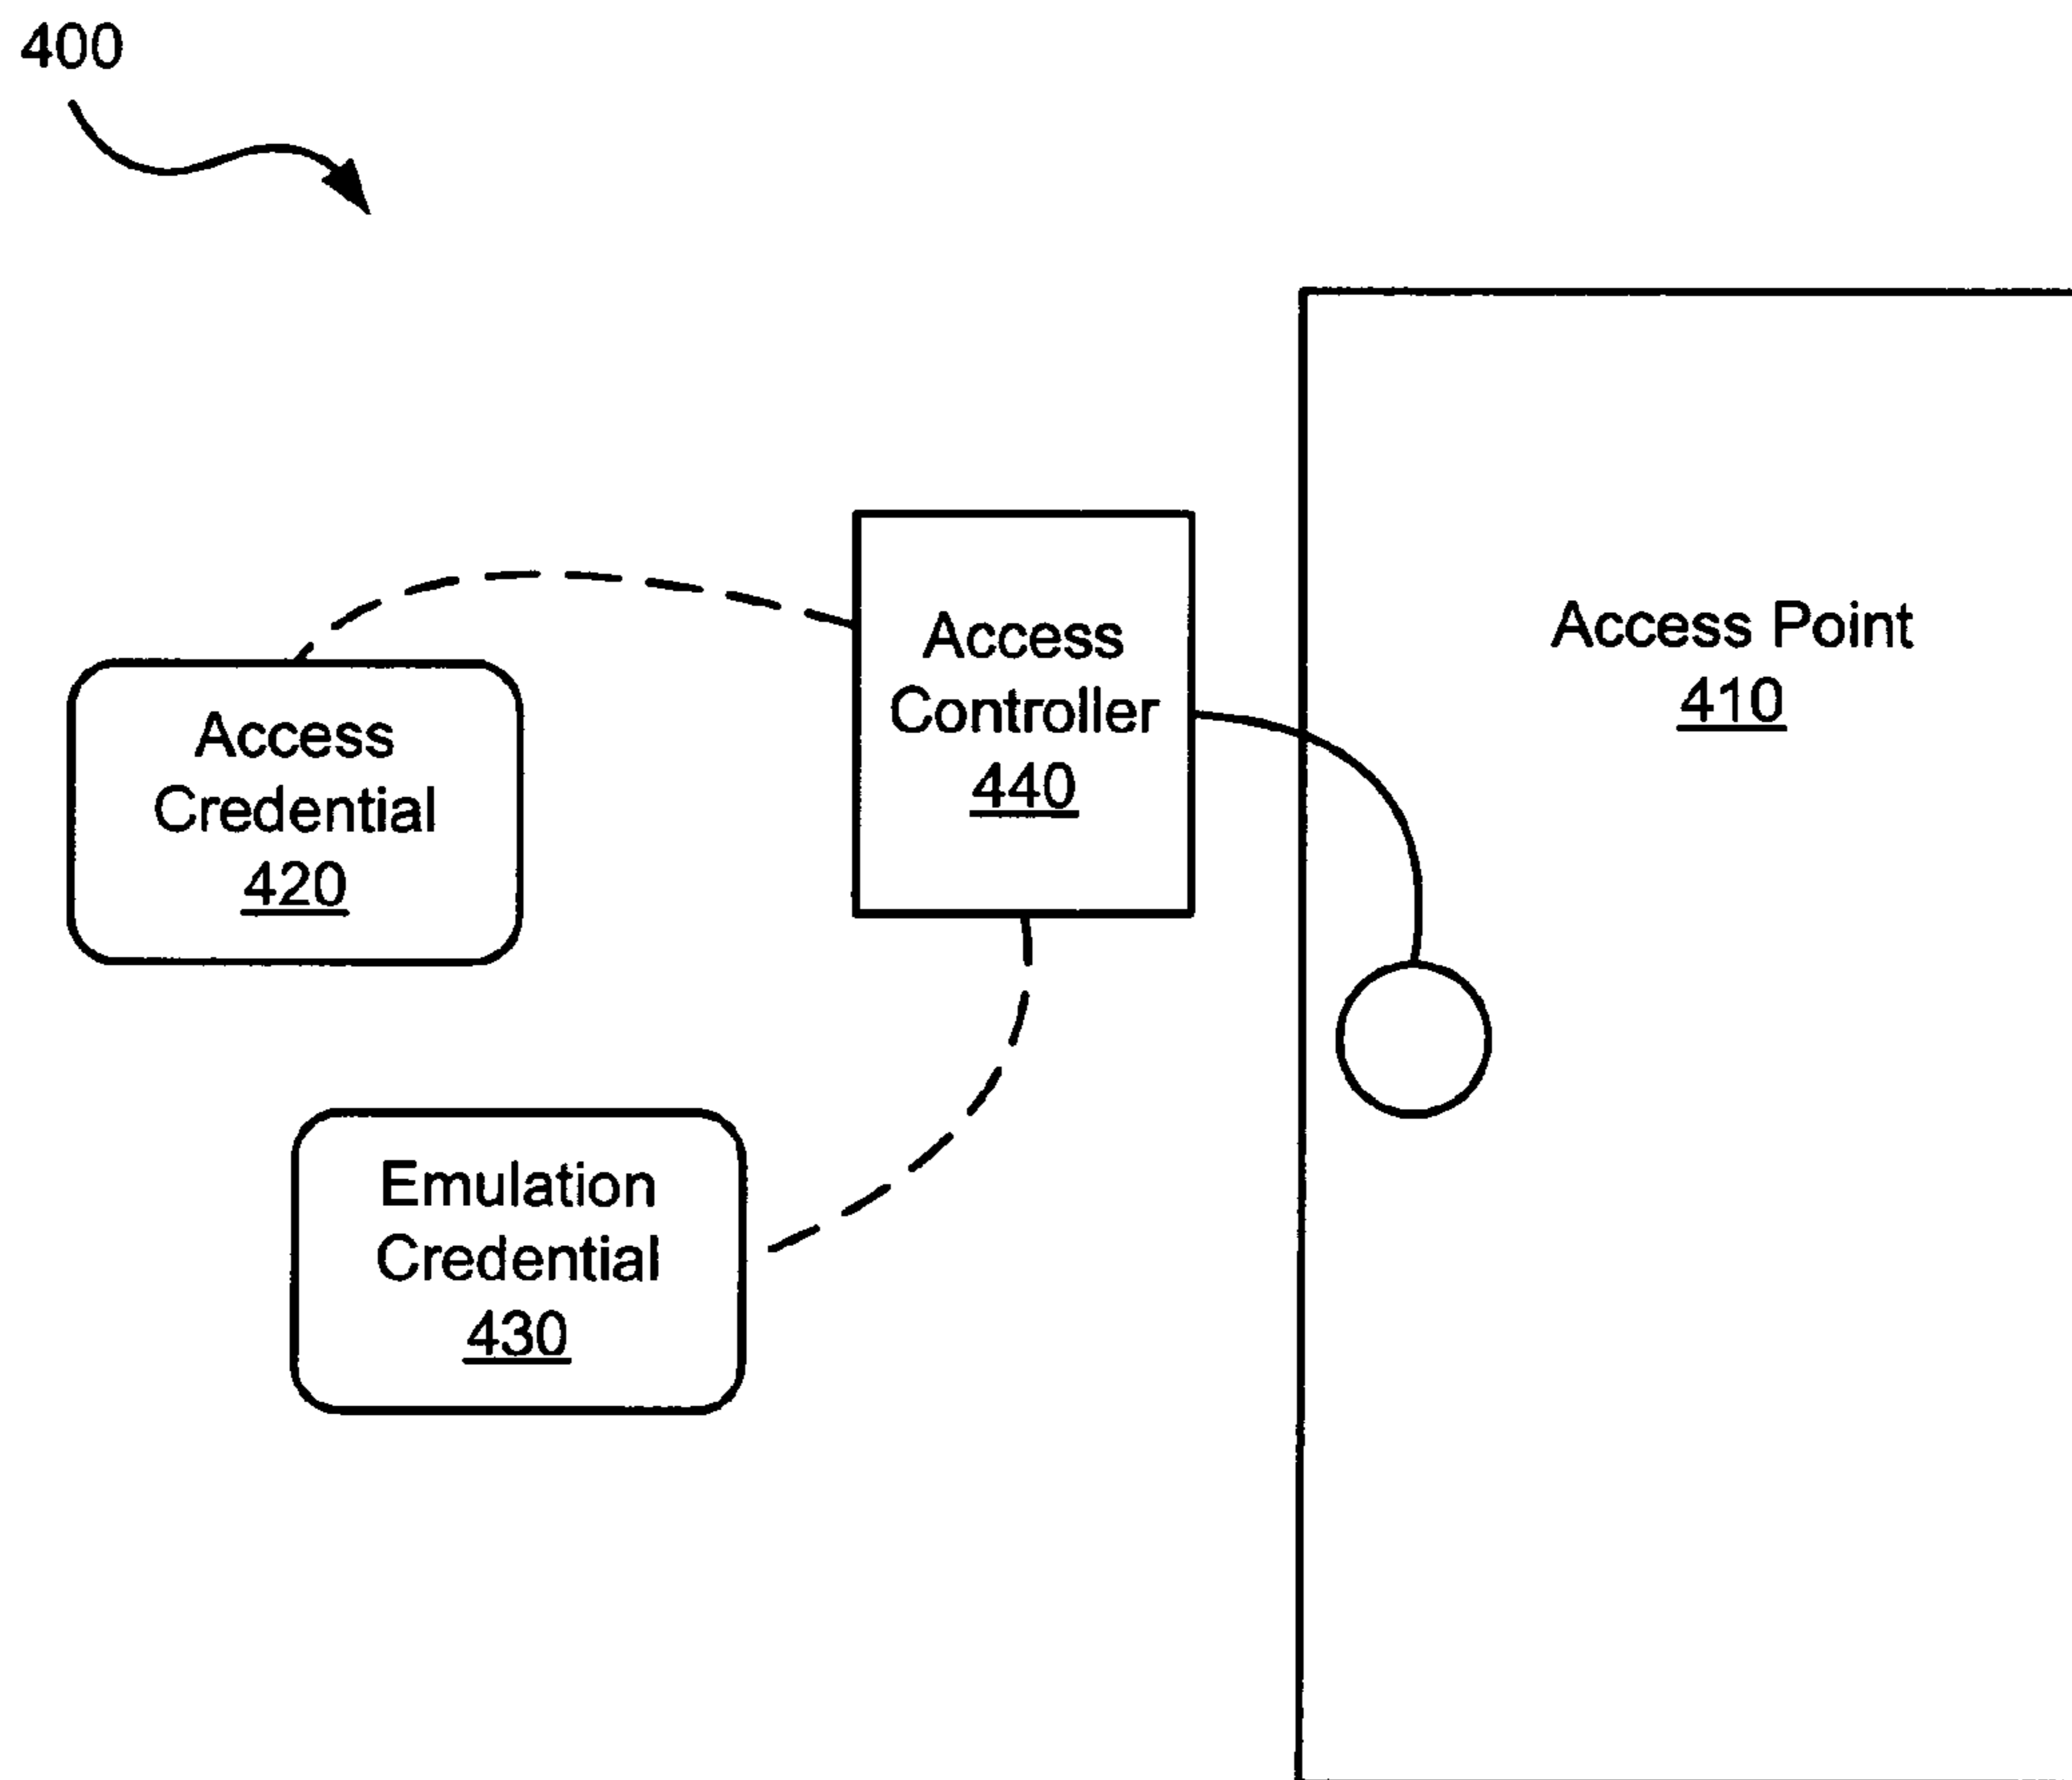 400
Access Point
410
Access
Controller
440
Access
Credential
420
Emulation
Credential
430